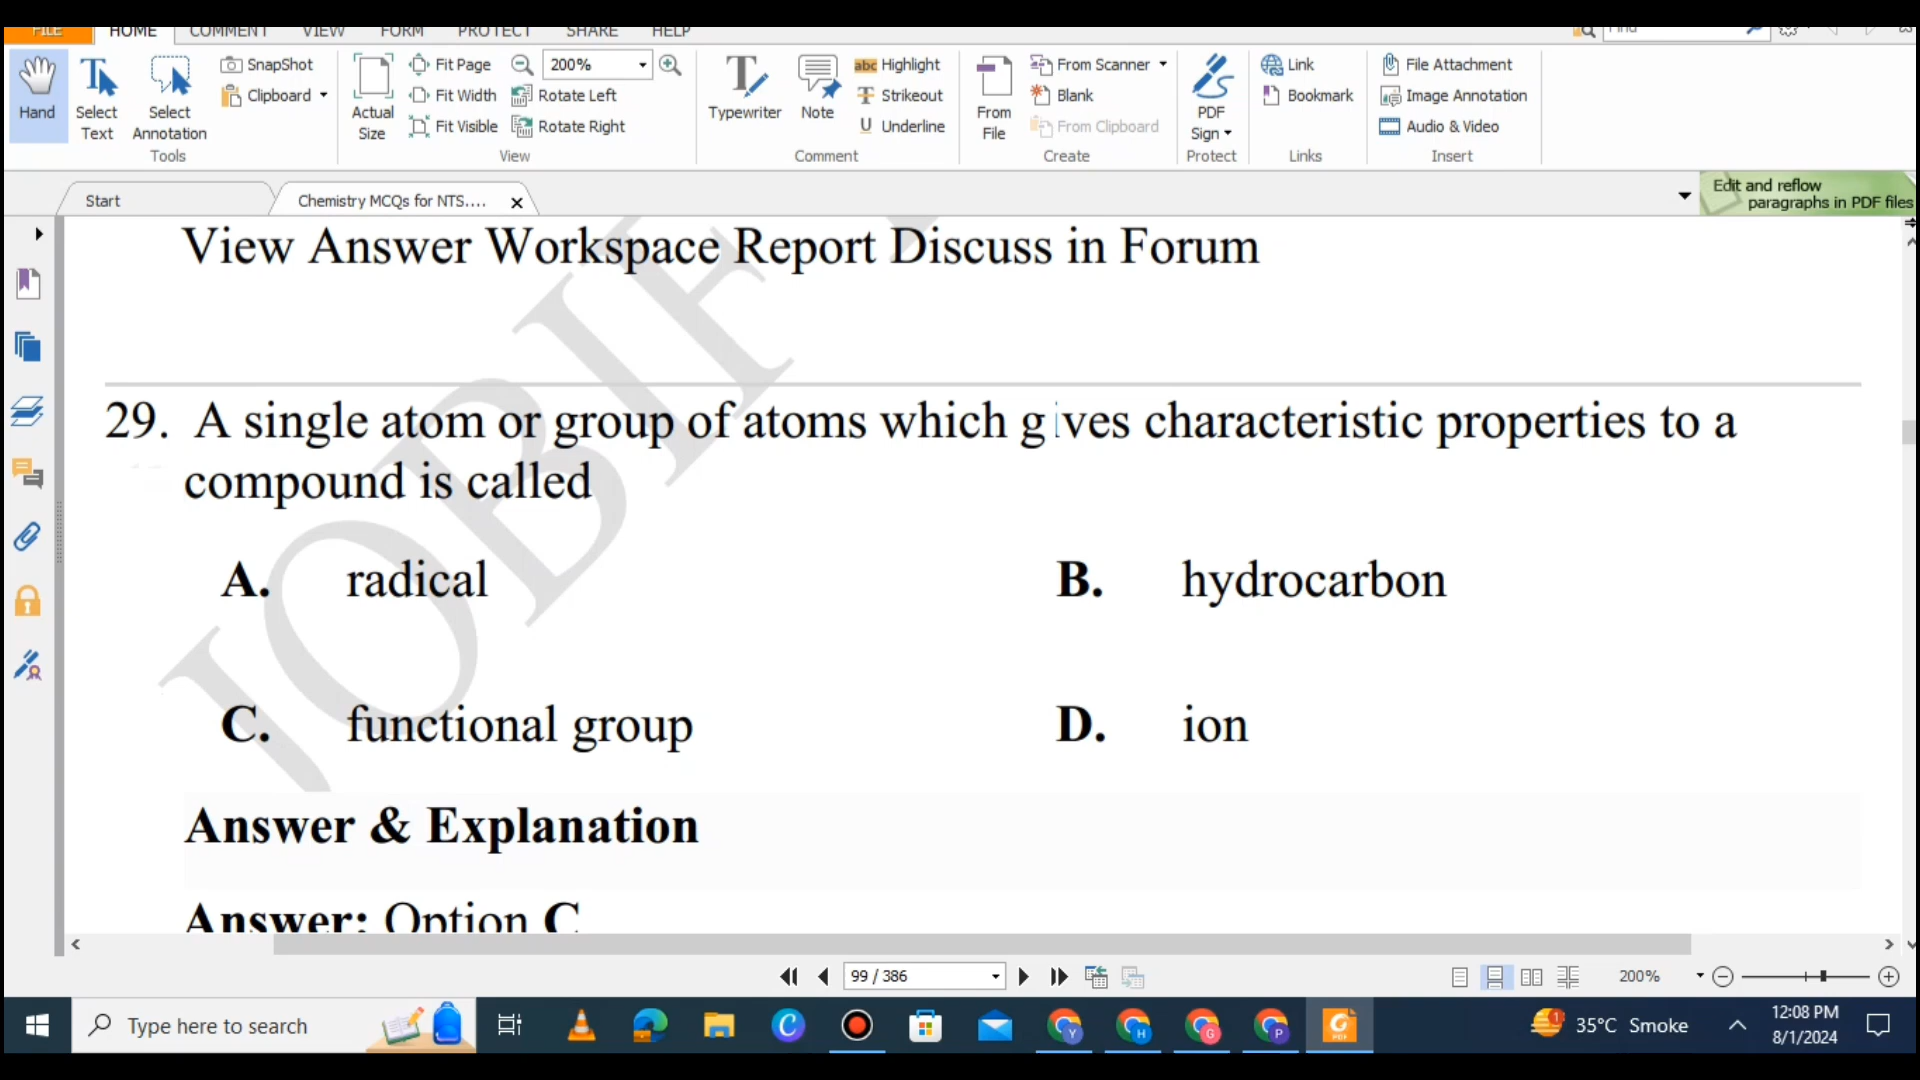 FILE HOME COMMENT VIEW FORM PROTECT SHARE HELP Find
SnapShot Fit Page 200% Highlight From Scanner Link File Attachment
Clipboard Fit Width Rotate Left Strikeout Blank Bookmark Image Annotation
Hand Select Text Select Annotation Actual Size Fit Visible Rotate Right Typewriter Note Underline From File From Clipboard PDF Sign Audio & Video
Tools View Comment Create Protect Links Insert
Start Chemistry MCQs for NTS.... Edit and reflow
paragraphs in PDF files
View Answer Workspace Report Discuss in Forum
29. A single atom or group of atoms which gives characteristic properties to a
compound is called
A. radical B. hydrocarbon
C. functional group D. ion
Answer & Explanation
Answer: Option C
JOBIF
99 / 386 200%
Type here to search 35°C Smoke 12:08 PM
8/1/2024